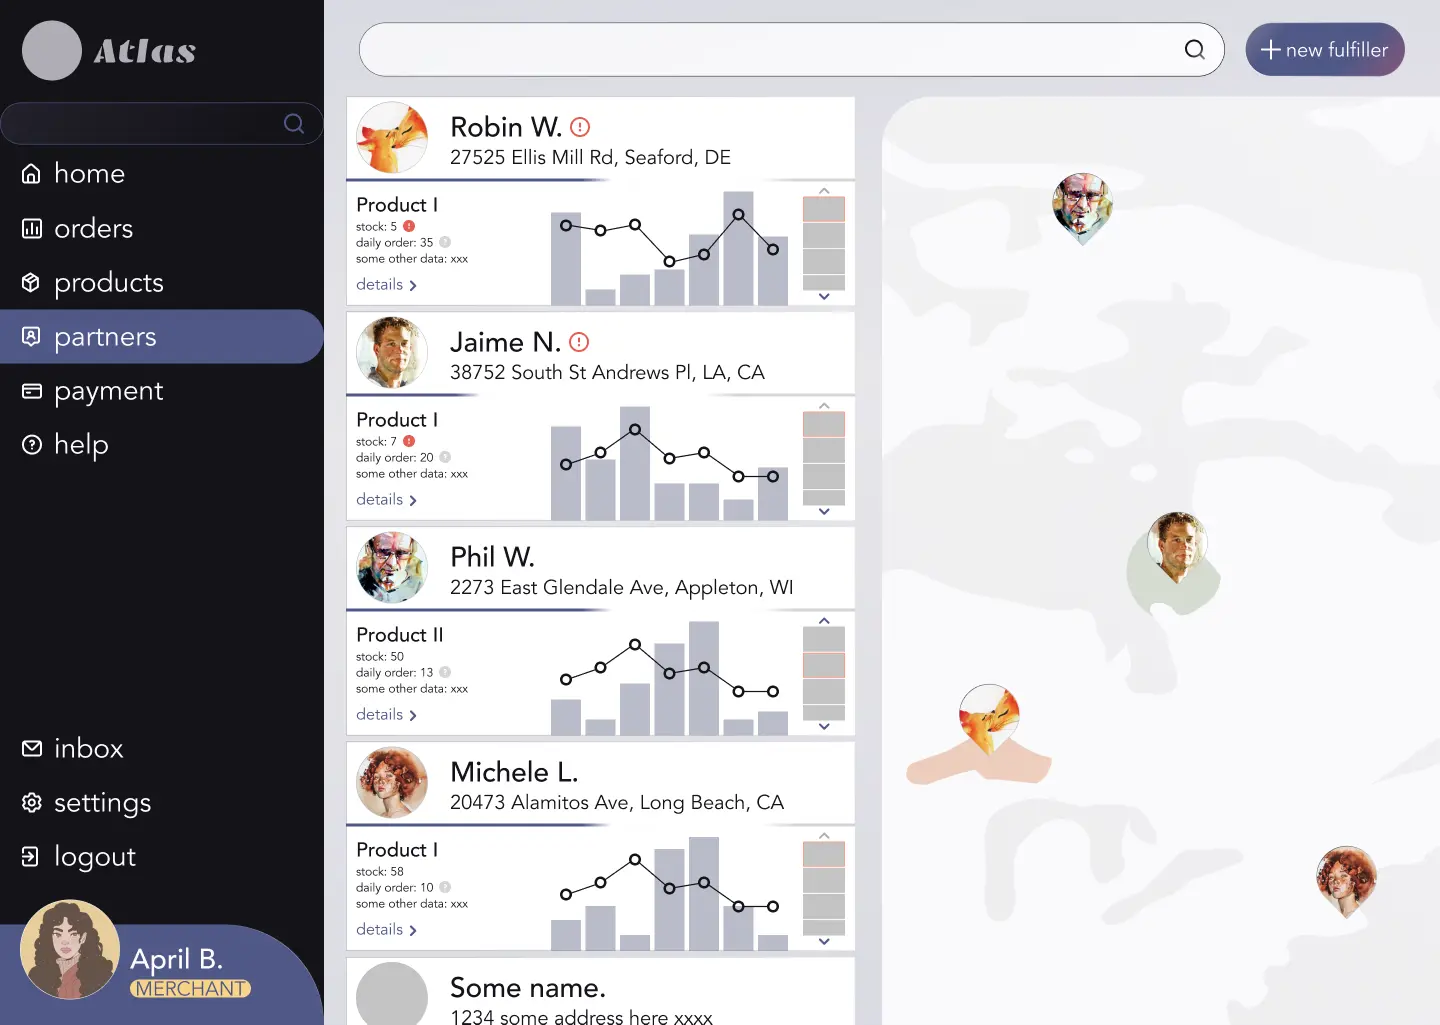 Atlas
home
orders
products
partners
payment
help
inbox
settings
logout
April B.
MERCHANT
+ new fulfiller
Robin W.
27525 Ellis Mill Rd, Seaford, DE
Product I
stock: 5
daily order: 35
some other data: xxx
details
Jaime N.
38752 South St Andrews Pl, LA, CA
Product I
stock: 7
daily order: 20
some other data: xxx
details
Phil W.
2273 East Glendale Ave, Appleton, WI
Product II
stock: 50
daily order: 13
some other data: xxx
details
Michele L.
20473 Alamitos Ave, Long Beach, CA
Product I
stock: 58
daily order: 10
some other data: xxx
details
Some name.
1234 some address here xxxx